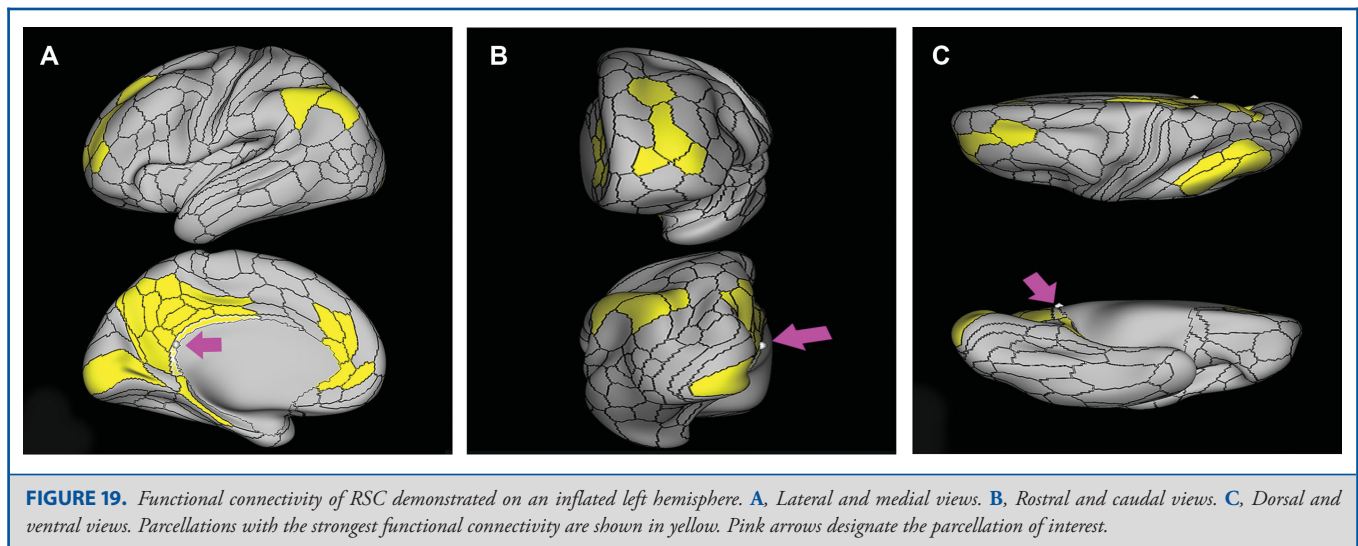 A
B
C
FIGURE 19. Functional connectivity of RSC demonstrated on an inflated left hemisphere. A, Lateral and medial views. B, Rostral and caudal views. C, Dorsal and
ventral views. Parcellations with the strongest functional connectivity are shown in yellow. Pink arrows designate the parcellation of interest.